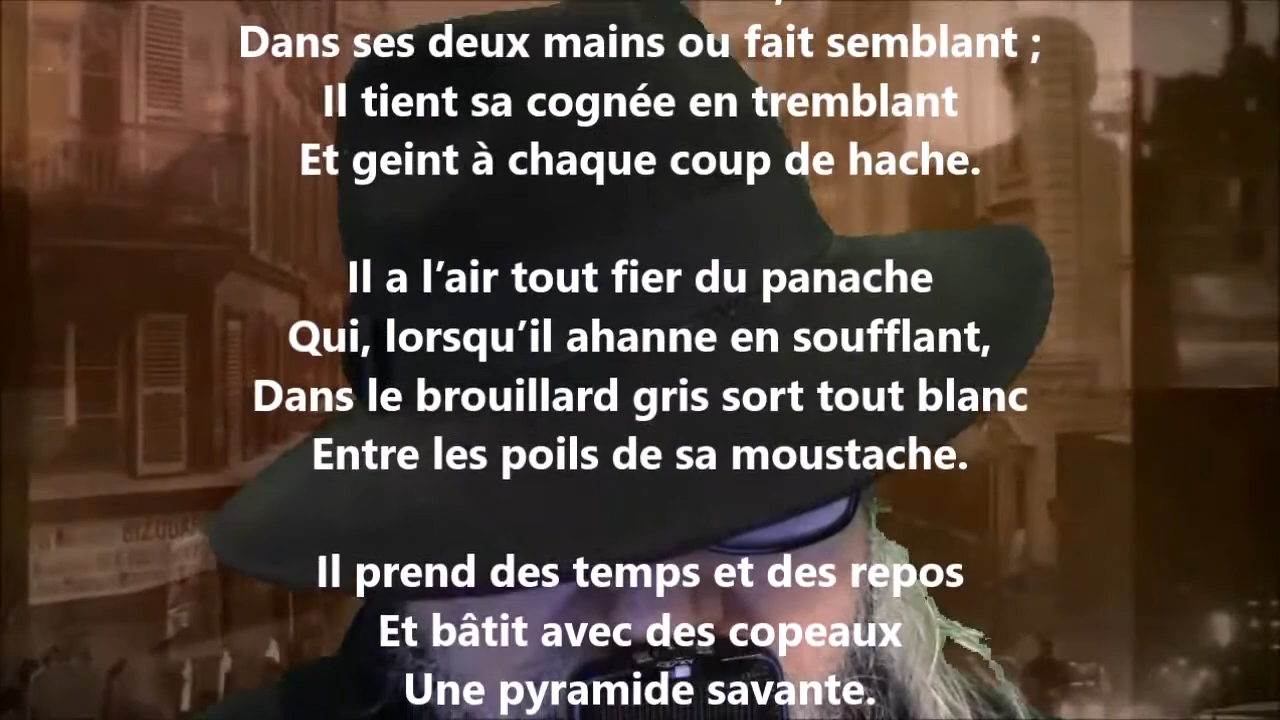 Dans ses deux mains ou fait semblant ;
Il tient sa cognée en tremblant
Et geint à chaque coup de hache.
Il a l’air tout fier du panache
Qui, lorsqu’il ahanne en soufflant,
Dans le brouillard gris sort tout blanc
Entre les poils de sa moustache.
Il prend des temps et des repos
Et bâtit avec des copeaux
Une pyramide savante.